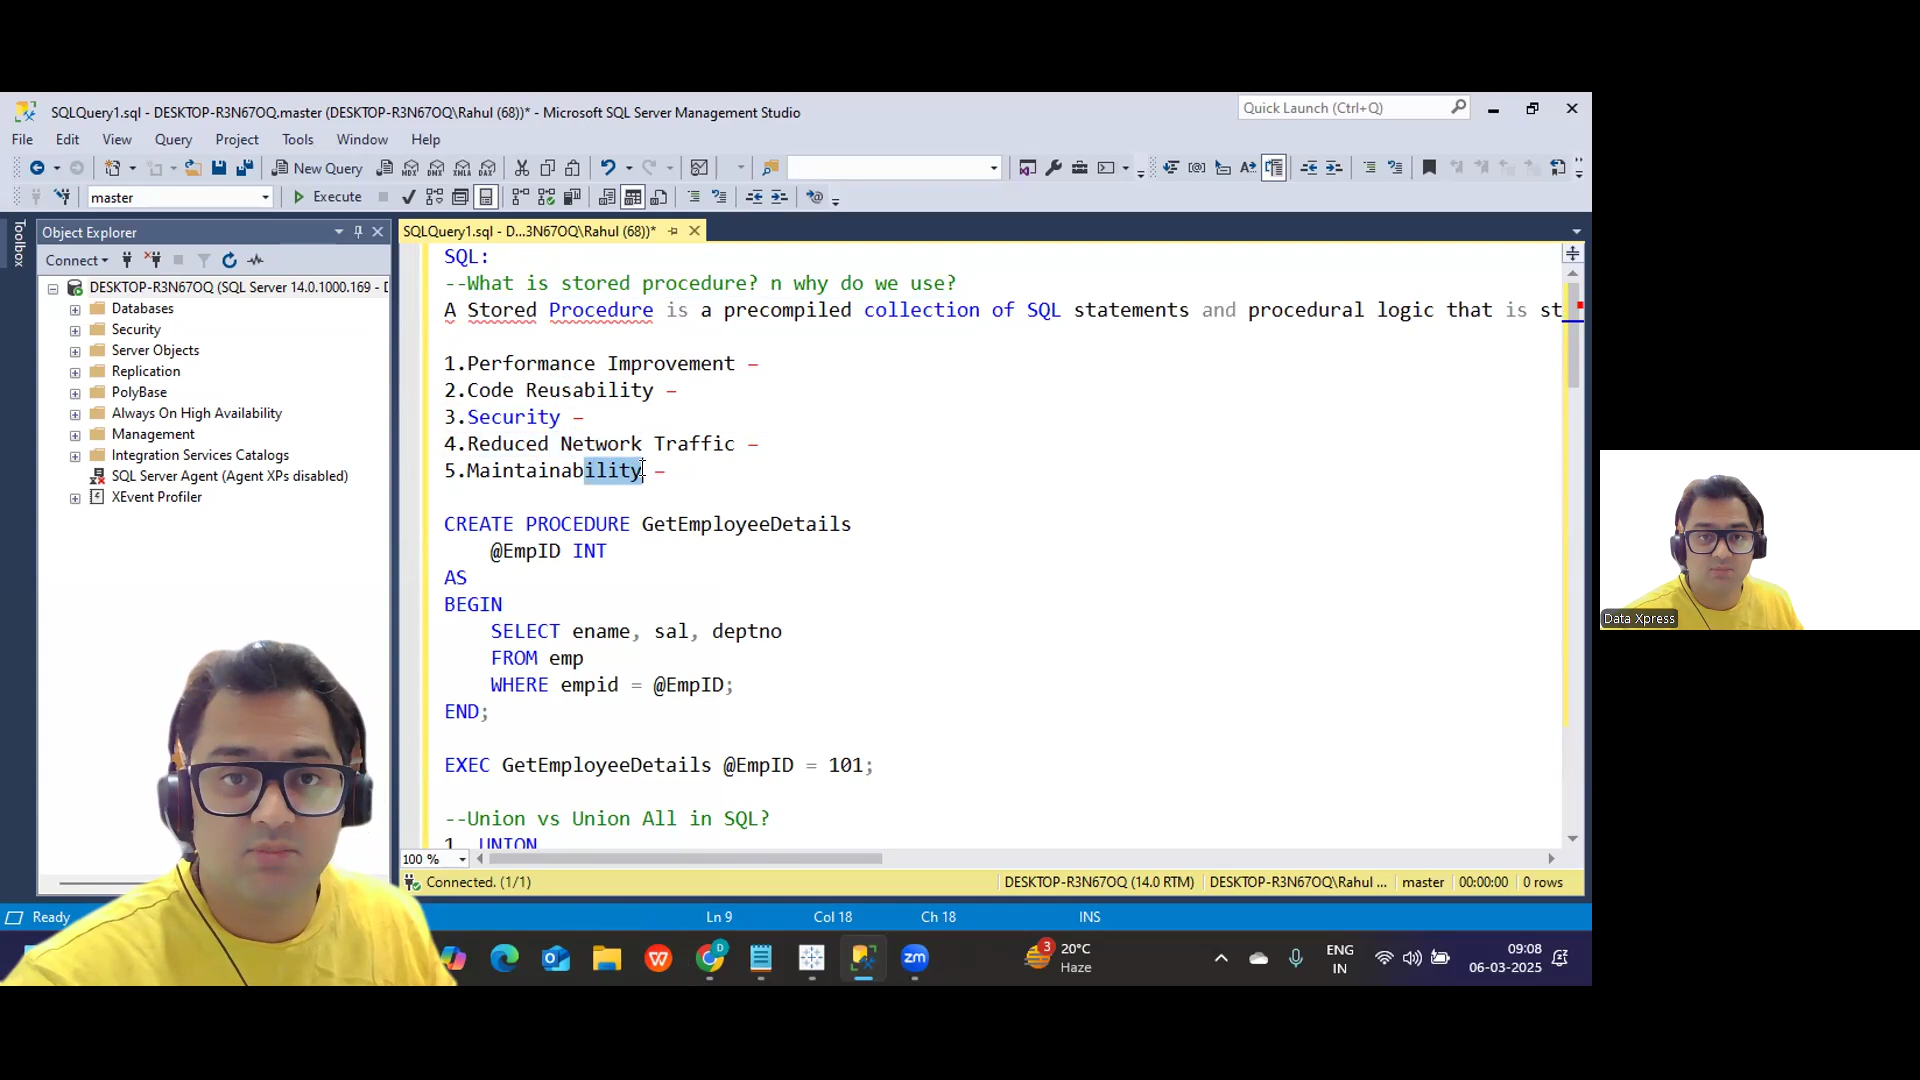 SQLQuery1.sql - DESKTOP-R3N67OQ.master (DESKTOP-R3N67OQ\Rahul (68))* - Microsoft SQL Server Management Studio
Quick Launch (Ctrl+Q)
File Edit View Query Project Tools Window Help
New Query
master
Execute
Toolbox
Object Explorer
SQLQuery1.sql - D...3N67OQ\Rahul (68))*
Connect
DESKTOP-R3N67OQ (SQL Server 14.0.1000.169 - D
Databases
Security
Server Objects
Replication
PolyBase
Always On High Availability
Management
Integration Services Catalogs
SQL Server Agent (Agent XPs disabled)
XEvent Profiler
SQL:
--What is stored procedure? n why do we use?
A Stored Procedure is a precompiled collection of SQL statements and procedural logic that is st
1.Performance Improvement –
2.Code Reusability –
3.Security –
4.Reduced Network Traffic –
5.Maintainability –
CREATE PROCEDURE GetEmployeeDetails
@EmpID INT
AS
BEGIN
SELECT ename, sal, deptno
FROM emp
WHERE empid = @EmpID;
END;
EXEC GetEmployeeDetails @EmpID = 101;
--Union vs Union All in SQL?
1. UNION
100 %
Connected. (1/1)
DESKTOP-R3N67OQ (14.0 RTM) DESKTOP-R3N67OQ\Rahul ... master 00:00:00 0 rows
Ready
Ln 9 Col 18 Ch 18 INS
3
20°C
Haze
zm
ENG
IN
09:08
06-03-2025
Data Xpress